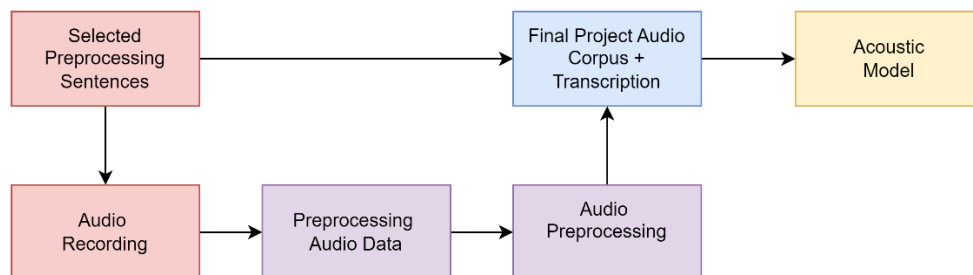 Selected
Preprocessing
Sentences
Final Project Audio
Corpus +
Transcription
Acoustic
Model
Audio
Recording
Preprocessing
Audio Data
Audio
Preprocessing